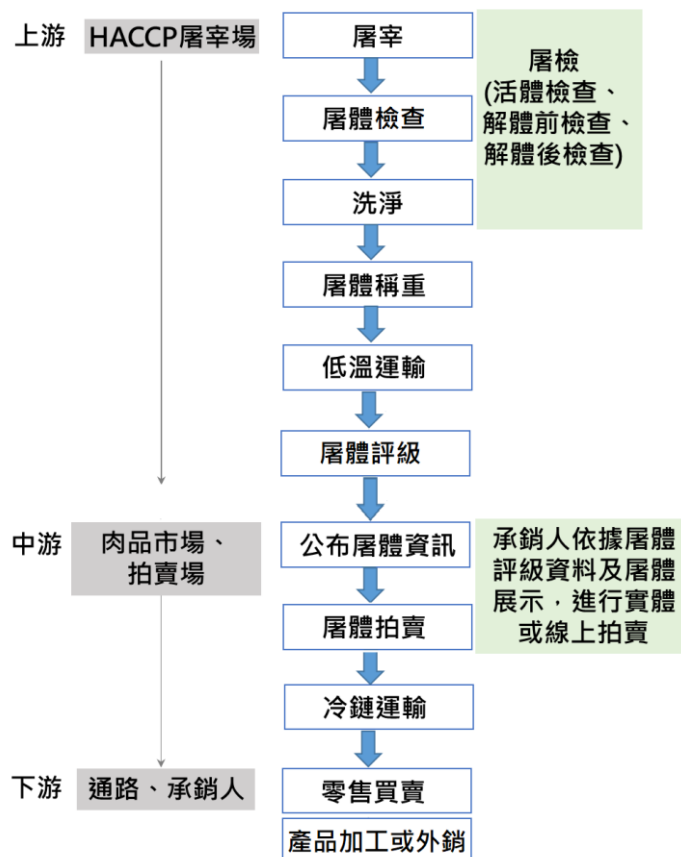 上游
HACCP屠宰場
屠宰
屠檢
(活體檢查、
解體前檢查、
解體後檢查)
屠體檢查
洗淨
屠體稱重
低溫運輸
屠體評級
中游
肉品市場、
拍賣場
公布屠體資訊
承銷人依據屠體
評級資料及屠體
展示，進行實體
或線上拍賣
屠體拍賣
冷鏈運輸
下游
通路、承銷人
零售買賣
產品加工或外銷